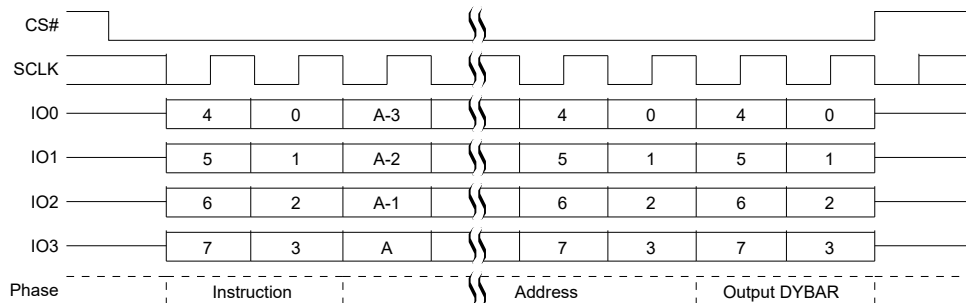 CS#
SCLK
IO0 4 0 A-3 4 0 4 0
IO1 5 1 A-2 5 1 5 1
IO2 6 2 A-1 6 2 6 2
IO3 7 3 A 7 3 7 3
Phase Instruction Address Output DYBAR